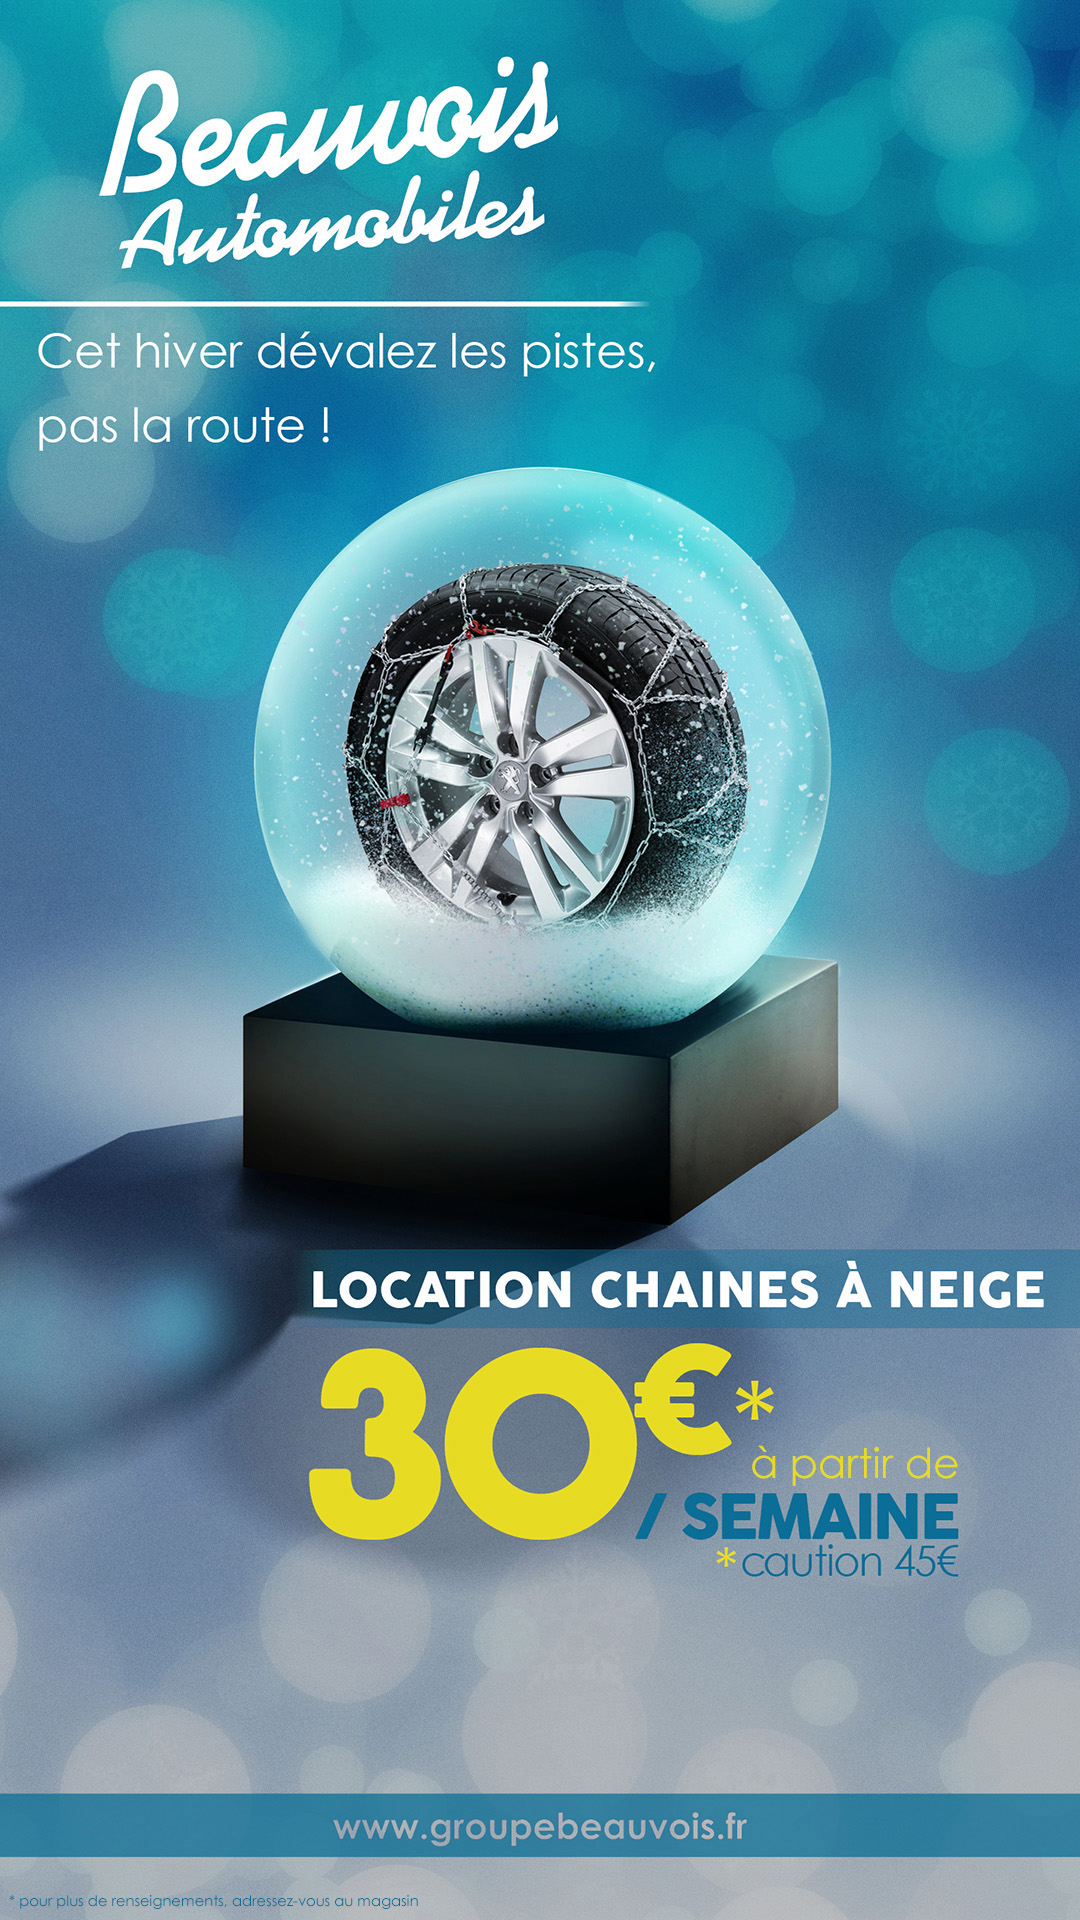 Beauvois
Automobiles
Cet hiver dévalez les pistes,
pas la route !
LOCATION CHAINES À NEIGE
30€*
à partir de
/ SEMAINE
*caution 45€
www.groupebeauvois.fr
* pour plus de renseignements, adressez-vous au magasin